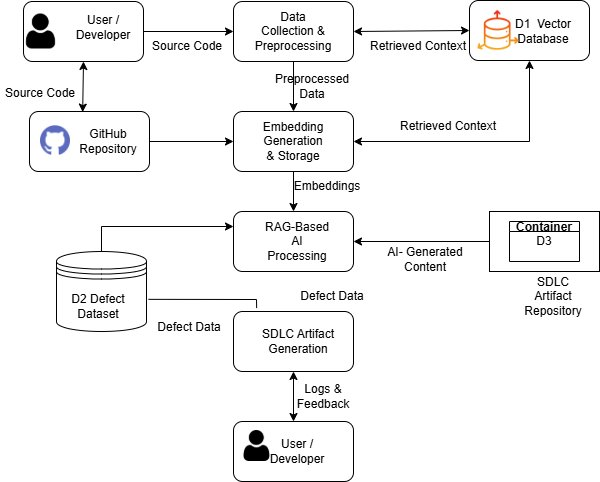 User /
Developer
Source Code
Data
Collection &
Preprocessing
Retrieved Context
D1 Vector
Database
Source Code
Preprocessed
Data
GitHub
Repository
Embedding
Generation
& Storage
Retrieved Context
Embeddings
RAG-Based
AI
Processing
AI- Generated
Content
Container
D3
SDLC
Artifact
Repository
D2 Defect
Dataset
Defect Data
Defect Data
SDLC Artifact
Generation
Logs &
Feedback
User /
Developer